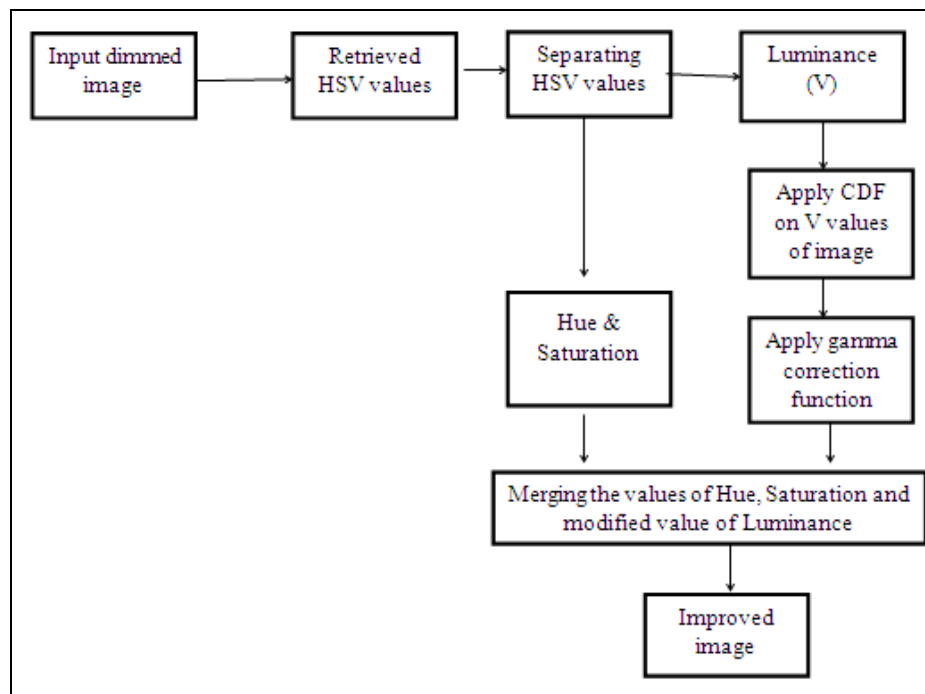 Input dimmed
image
Retrieved
HSV values
Separating
HSV values
Luminance
(V)
Apply CDF
on V values
of image
Hue &
Saturation
Apply gamma
correction
function
Merging the values of Hue, Saturation and
modified value of Luminance
Improved
image